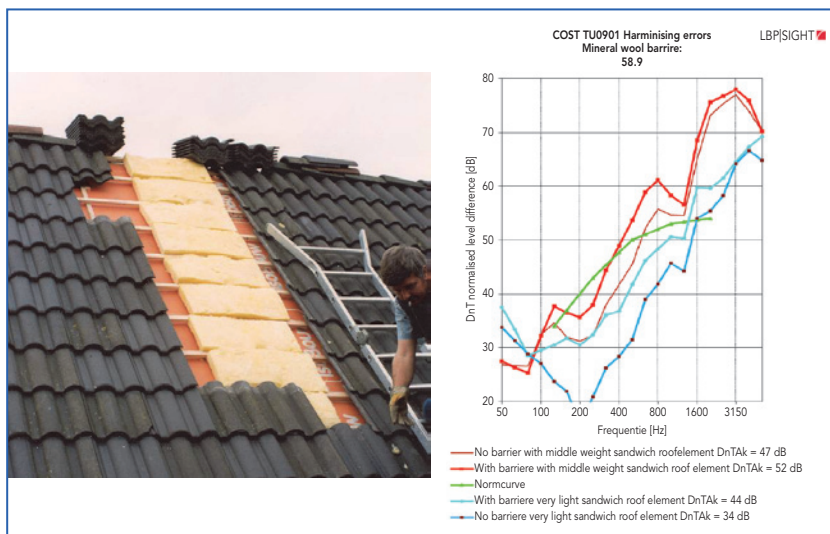 COST TU0901 Harminising errors
LBP|SIGHT
Mineral wool barrire:
58.9
80
70
60
50
40
30
20
DnT normalised level difference [dB]
50
100
200
400
800
1600
3150
Frequentie [Hz]
No barrier with middle weight sandwich roofelement DnTAk = 47 dB
With barriere with middle weight sandwich roof element DnTAk = 52 dB
Normcurve
With barriere very light sandwich roof element DnTAk = 44 dB
No barriere very light sandwich roof element DnTAk = 34 dB